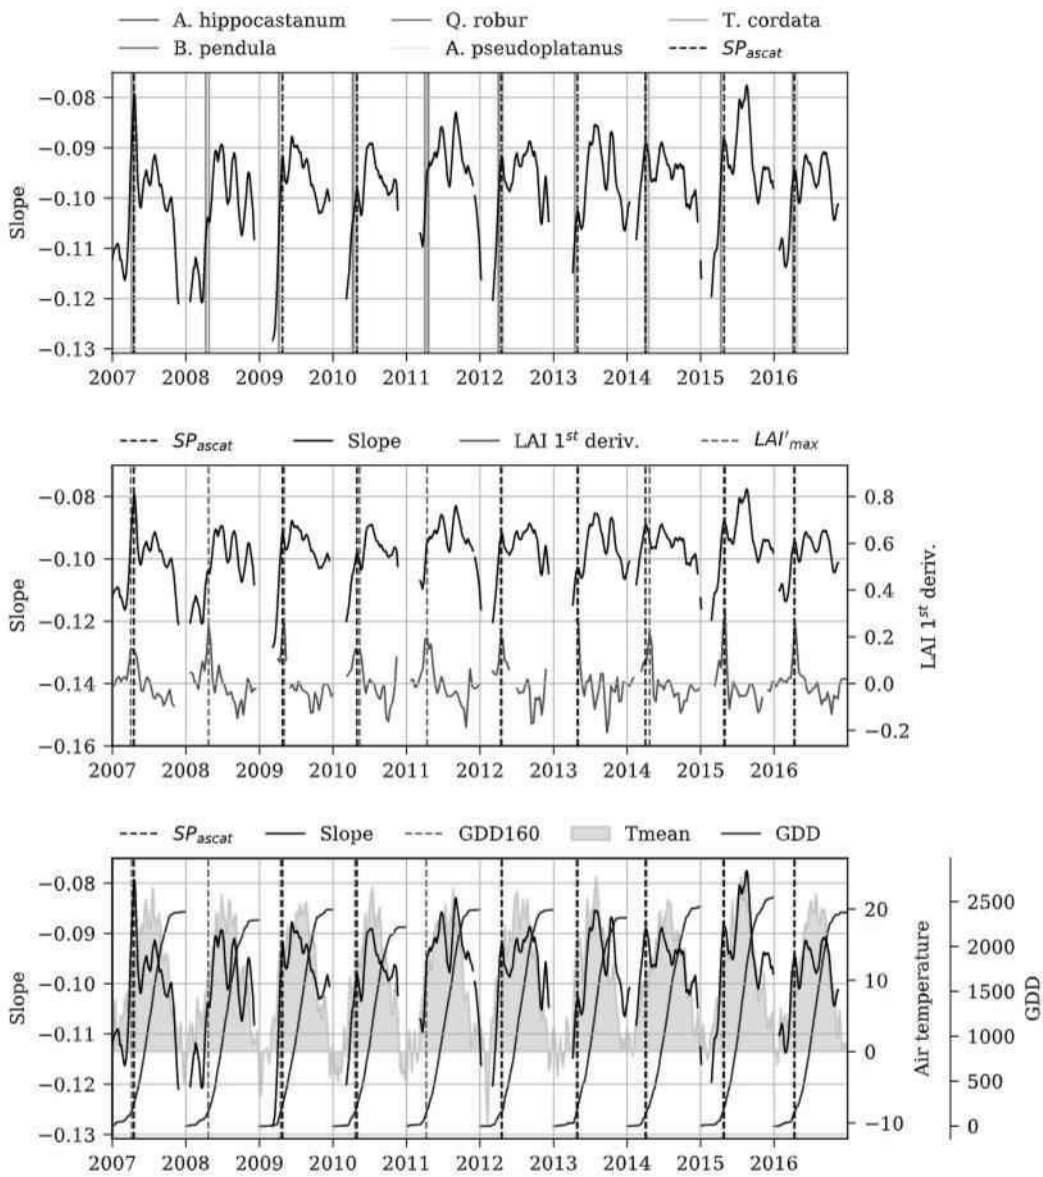 A. hippocastanum Q. robur T. cordata
B. pendula A. pseudoplatanus SP_ascat
−0.08
−0.09
−0.10
−0.11
−0.12
−0.13
Slope
2007 2008 2009 2010 2011 2012 2013 2014 2015 2016
SP_ascat Slope LAI 1st deriv. LAI'_max
−0.08
−0.10
−0.12
−0.14
−0.16
Slope
0.8
0.6
0.4
0.2
0.0
−0.2
LAI 1st deriv.
2007 2008 2009 2010 2011 2012 2013 2014 2015 2016
SP_ascat Slope GDD160 Tmean GDD
−0.08
−0.09
−0.10
−0.11
−0.12
−0.13
Slope
20
10
0
−10
Air temperature
2500
2000
1500
1000
500
0
GDD
2007 2008 2009 2010 2011 2012 2013 2014 2015 2016